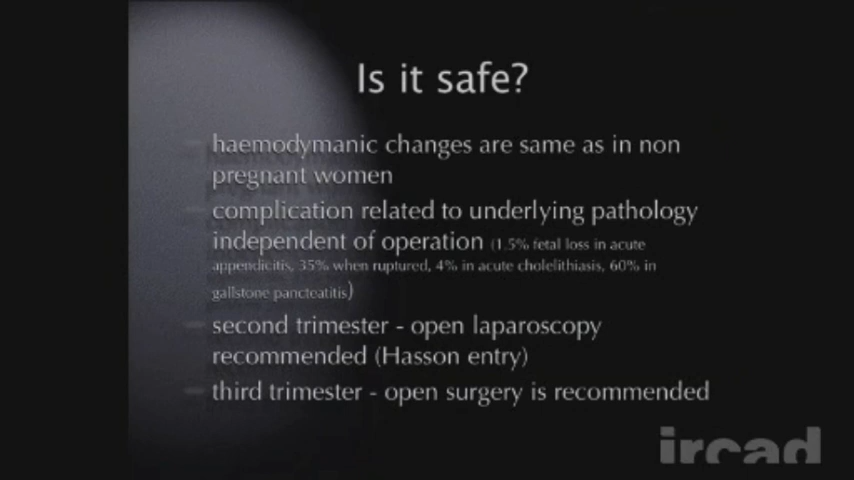 Is it safe?
haemodymanic changes are same as in non
pregnant women
complication related to underlying pathology
independent of operation (1.5% fetal loss in acute
appendicitis, 35% when ruptured, 4% in acute cholelithiasis, 60% in
gallstone pancteatitis)
second trimester - open laparoscopy
recommended (Hasson entry)
third trimester - open surgery is recommended
ircad